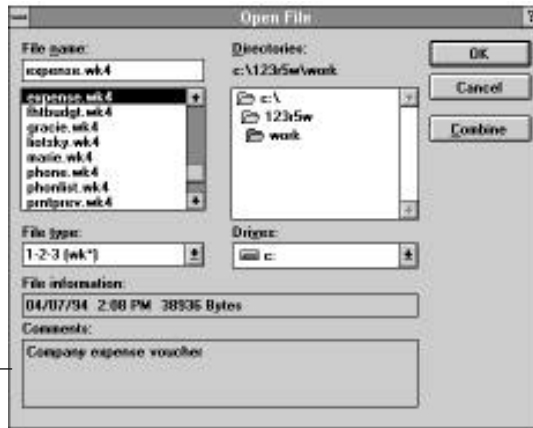 Open File
?
File name:
expense.wk4
expense.wk4
fhtbudgt.wk4
gracie.wk4
hotsky.wk4
marie.wk4
phone.wk4
phonlist.wk4
prntprev.wk4
File type:
1-2-3 (wk*)
Directories:
c:\123r5w\work
c:\
123r5w
work
Drives:
c:
OK
Cancel
Combine
File information:
04/07/94 2:08 PM 38936 Bytes
Comments:
Company expense voucher